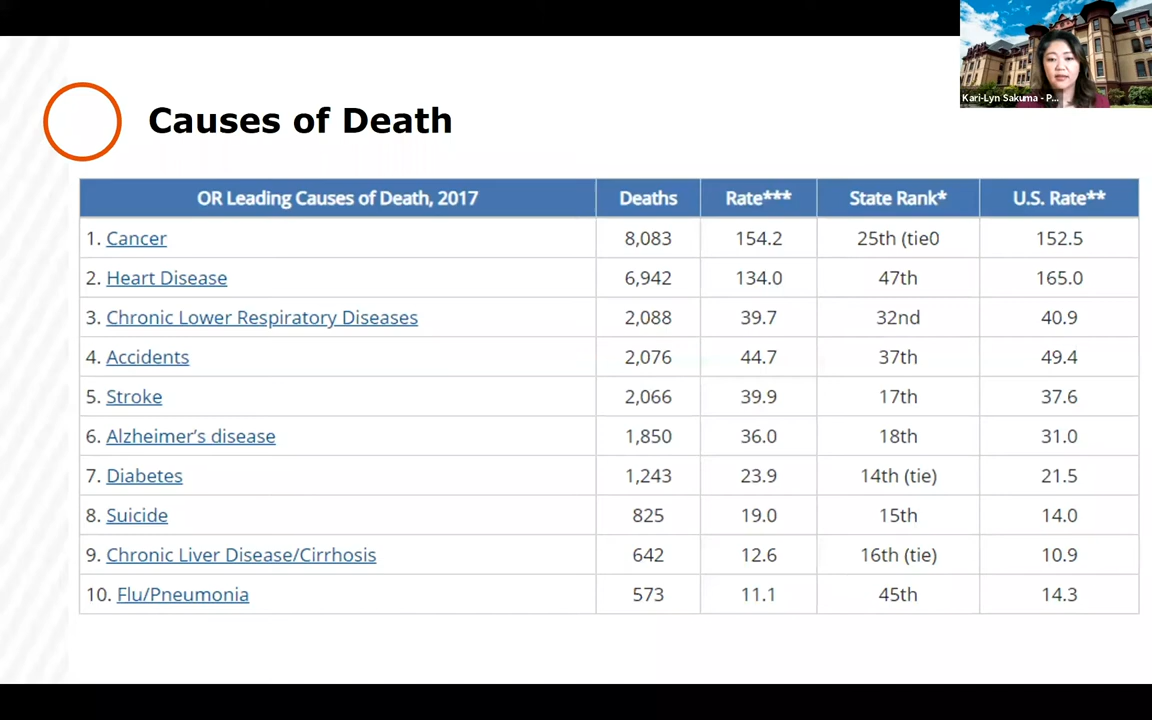 Kari-Lyn Sakuma - P...
Causes of Death
OR Leading Causes of Death, 2017 Deaths Rate*** State Rank* U.S. Rate**
1. Cancer 8,083 154.2 25th (tie0 152.5
2. Heart Disease 6,942 134.0 47th 165.0
3. Chronic Lower Respiratory Diseases 2,088 39.7 32nd 40.9
4. Accidents 2,076 44.7 37th 49.4
5. Stroke 2,066 39.9 17th 37.6
6. Alzheimer’s disease 1,850 36.0 18th 31.0
7. Diabetes 1,243 23.9 14th (tie) 21.5
8. Suicide 825 19.0 15th 14.0
9. Chronic Liver Disease/Cirrhosis 642 12.6 16th (tie) 10.9
10. Flu/Pneumonia 573 11.1 45th 14.3